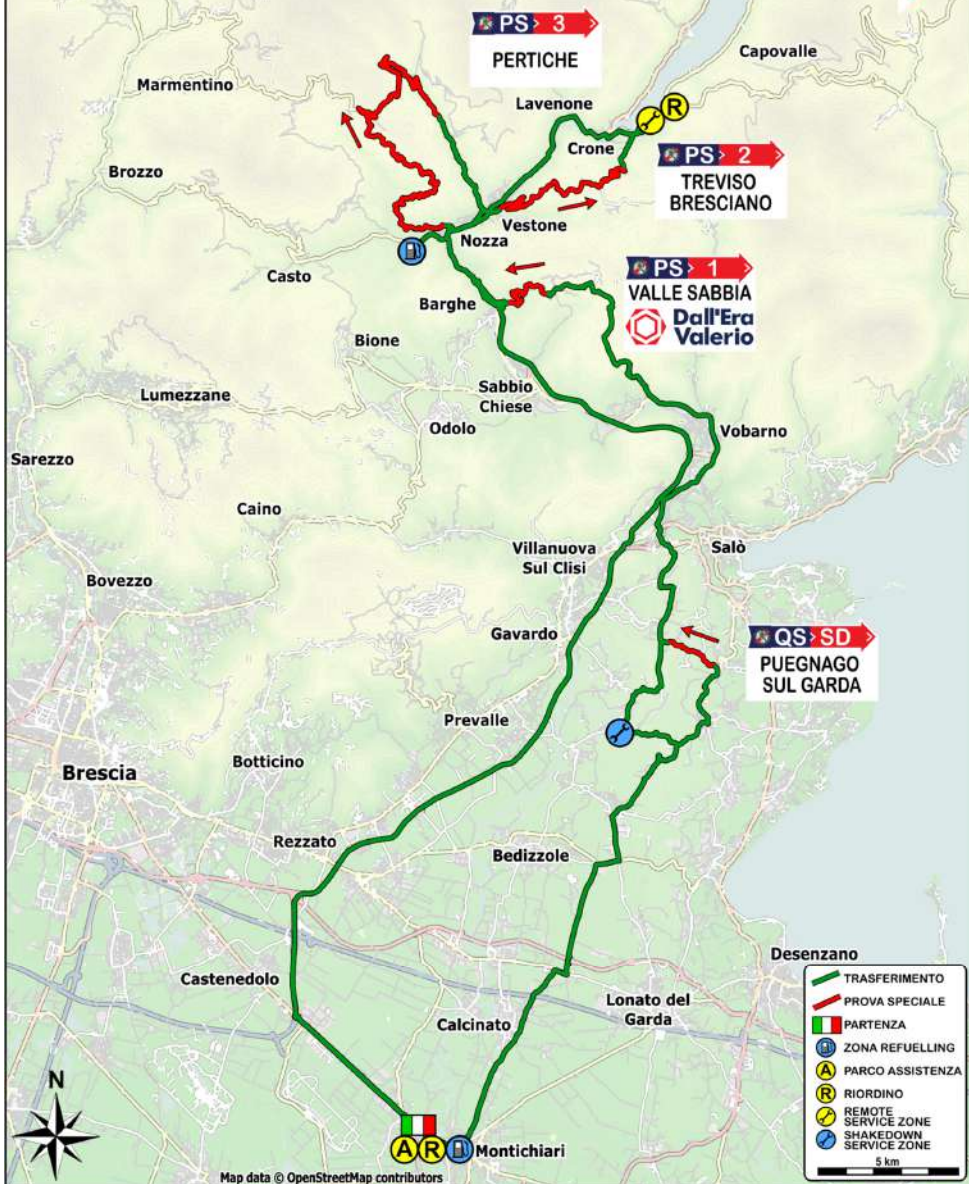 PS 3
PERTICHE
Capovalle
Marmentino
Lavenone
R
Crone
Brozzo
PS 2
TREVISO
BRESCIANO
Vestone
Nozza
Casto
PS 1
VALLE SABBIA
Dall'Era
Valerio
Barghe
Bione
Sabbio
Chiese
Lumezzane
Odolo
Vobarno
Sarezzo
Caino
Villanuova
Sul Clisi
Salò
Bovezzo
Gavardo
QS SD
PUEGNAGO
SUL GARDA
Prevalle
Botticino
Brescia
Rezzato
Bedizzole
Desenzano
Castenedolo
Lonato del
Garda
Calcinato
TRASFERIMENTO
PROVA SPECIALE
PARTENZA
ZONA REFUELLING
A PARCO ASSISTENZA
R RIORDINO
REMOTE
SERVICE ZONE
SHAKEDOWN
SERVICE ZONE
5 km
N
A R Montichiari
Map data © OpenStreetMap contributors